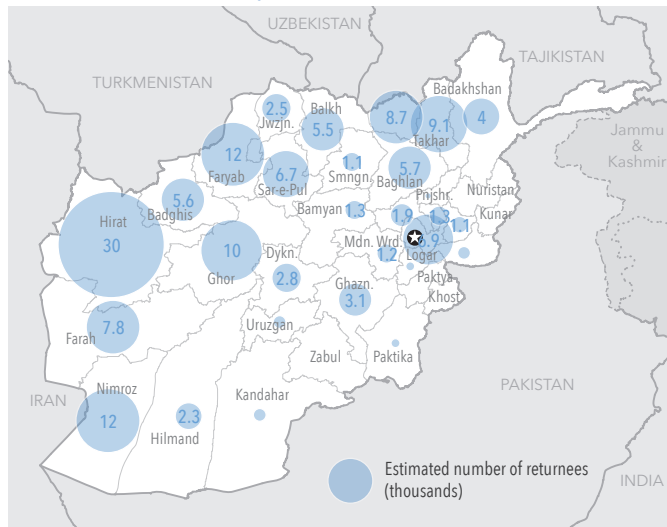 UZBEKISTAN
TAJIKISTAN
TURKMENISTAN
Badakhshan
2.5
Balkh
Jwzjn.
5.5
8.7
9.1
4
Takhar
Jammu &
Kashmir
12
Faryab
1.1
Smngn.
6.7
Sar-e-Pul
5.7
Baghlan
Pnjshr.
Nuristan
5.6
Badghis
Bamyan
1.3
1.9
1.3
Kunar
1.1
Hirat
30
10
Ghor
Dykn.
Mdn. Wrd.
1.2
6.9
Logar
2.8
Ghazn.
3.1
Paktya
Khost
7.8
Farah
Uruzgan
Zabul
Paktika
IRAN
Nimroz
12
2.3
Hilmand
Kandahar
PAKISTAN
Estimated number of returnees
(thousands)
INDIA